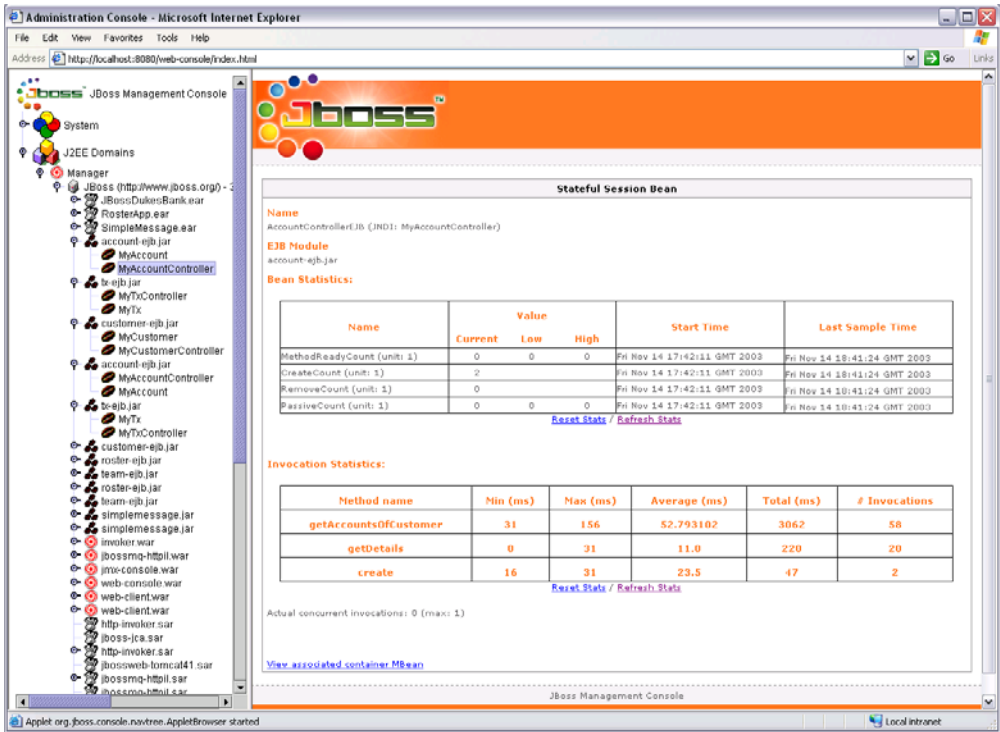 Administration Console - Microsoft Internet Explorer
File Edit View Favorites Tools Help
Address http://localhost:8080/web-console/index.html Go Links
JBoss JBoss Management Console
System
J2EE Domains
Manager
JBoss (http://www.jboss.org/) - 3
JBossDukesBank.ear
RosterApp.ear
SimpleMessage.ear
account-ejb.jar
MyAccount
MyAccountController
tx-ejb.jar
MyTxController
MyTx
customer-ejb.jar
MyCustomer
MyCustomerController
account-ejb.jar
MyAccountController
MyAccount
tx-ejb.jar
MyTx
MyTxController
customer-ejb.jar
roster-ejb.jar
team-ejb.jar
roster-ejb.jar
team-ejb.jar
simplemessage.jar
simplemessage.jar
invoker.war
jbossmq-httpil.war
jmx-console.war
web-console.war
web-client.war
web-client.war
http-invoker.sar
jboss-jca.sar
http-invoker.sar
jbossweb-tomcat41.sar
jbossmq-httpil.sar
jbossmq-httpil.sar
Jboss™
Stateful Session Bean
Name
AccountControllerEJB (JNDI: MyAccountController)
EJB Module
account-ejb.jar
Bean Statistics:
Name Value Start Time Last Sample Time
Current Low High
MethodReadyCount (unit: 1) 0 0 0 Fri Nov 14 17:42:11 GMT 2003 Fri Nov 14 18:41:24 GMT 2003
CreateCount (unit: 1) 2 Fri Nov 14 17:42:11 GMT 2003 Fri Nov 14 18:41:24 GMT 2003
RemoveCount (unit: 1) 0 Fri Nov 14 17:42:11 GMT 2003 Fri Nov 14 18:41:24 GMT 2003
PassiveCount (unit: 1) 0 0 0 Fri Nov 14 17:42:11 GMT 2003 Fri Nov 14 18:41:24 GMT 2003
Reset Stats / Refresh Stats
Invocation Statistics:
Method name Min (ms) Max (ms) Average (ms) Total (ms) # Invocations
getAccountsOfCustomer 31 156 52.793102 3062 58
getDetails 0 31 11.0 220 20
create 16 31 23.5 47 2
Reset Stats / Refresh Stats
Actual concurrent invocations: 0 (max: 1)
View associated container MBean
JBoss Management Console
Applet org.jboss.console.navtree.AppletBrowser started Local intranet